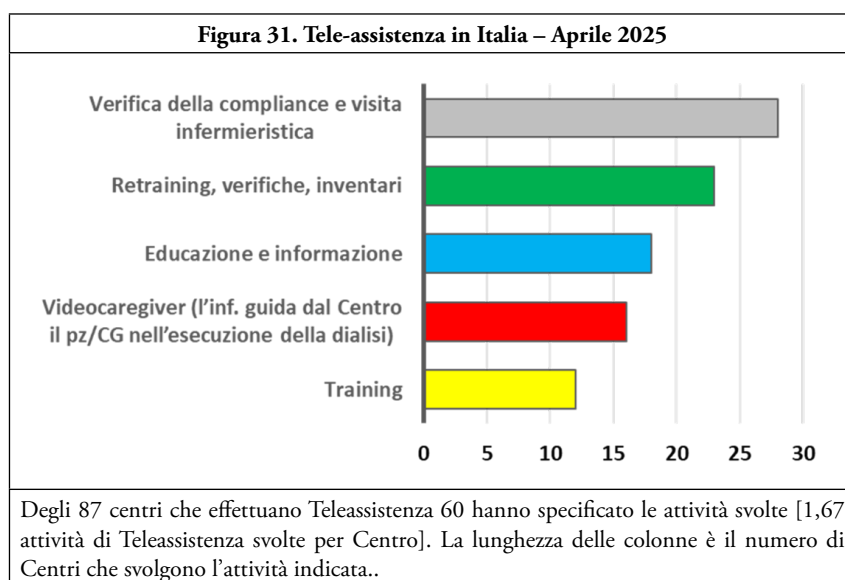 Figura 31. Tele-assistenza in Italia – Aprile 2025
Verifica della compliance e visita
infermieristica
Retraining, verifiche, inventari
Educazione e informazione
Videocaregiver (l'inf. guida dal Centro
il pz/CG nell'esecuzione della dialisi)
Training
0 5 10 15 20 25 30
Degli 87 centri che effettuano Teleassistenza 60 hanno specificato le attività svolte [1,67
attività di Teleassistenza svolte per Centro]. La lunghezza delle colonne è il numero di
Centri che svolgono l'attività indicata..